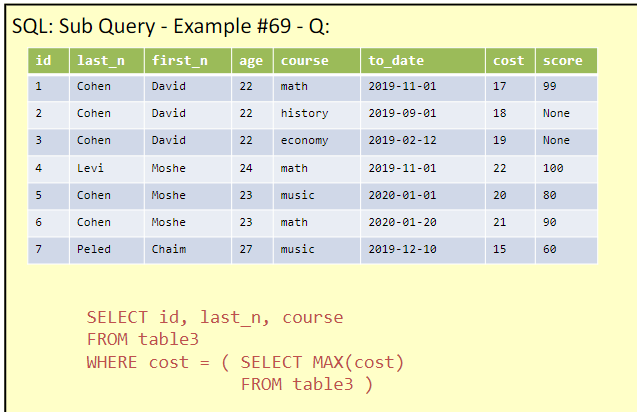 SQL: Sub Query - Example #69 - Q:
id last_n first_n age course to_date cost score
1 Cohen David 22 math 2019-11-01 17 99
2 Cohen David 22 history 2019-09-01 18 None
3 Cohen David 22 economy 2019-02-12 19 None
4 Levi Moshe 24 math 2019-11-01 22 100
5 Cohen Moshe 23 music 2020-01-01 20 80
6 Cohen Moshe 23 math 2020-01-20 21 90
7 Peled Chaim 27 music 2019-12-10 15 60
SELECT id, last_n, course
FROM table3
WHERE cost = ( SELECT MAX(cost)
FROM table3 )